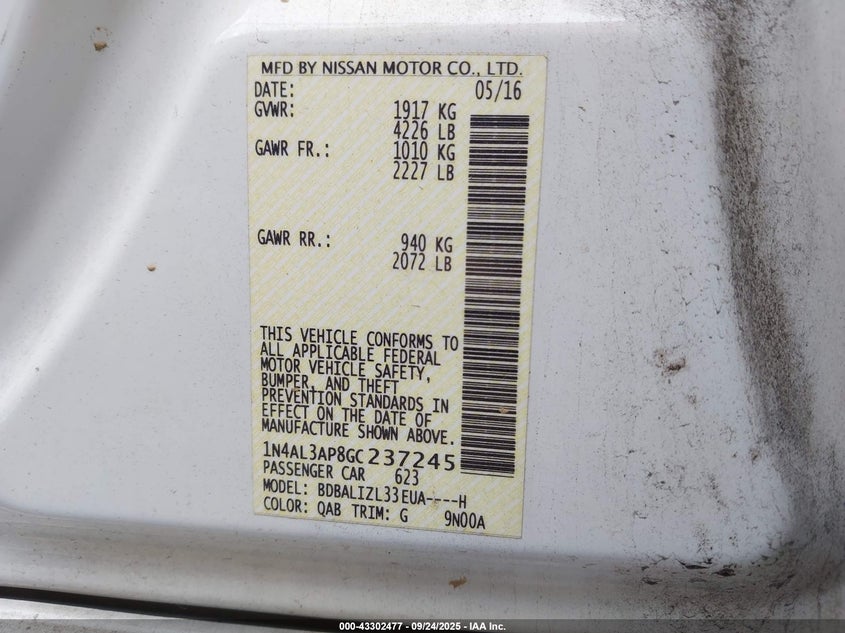 MFD BY NISSAN MOTOR CO., LTD.
DATE: 05/16
GVWR: 1917 KG
4226 LB
GAWR FR.: 1010 KG
2227 LB
GAWR RR.: 940 KG
2072 LB
THIS VEHICLE CONFORMS TO
ALL APPLICABLE FEDERAL
MOTOR VEHICLE SAFETY,
BUMPER, AND THEFT
PREVENTION STANDARDS IN
EFFECT ON THE DATE OF
MANUFACTURE SHOWN ABOVE.
1N4AL3AP8GC237245
PASSENGER CAR 623
MODEL: BDBALIZL33EUA----H
COLOR: QAB TRIM: G 9N00A
000-43302477 - 09/24/2025 - IAA Inc.